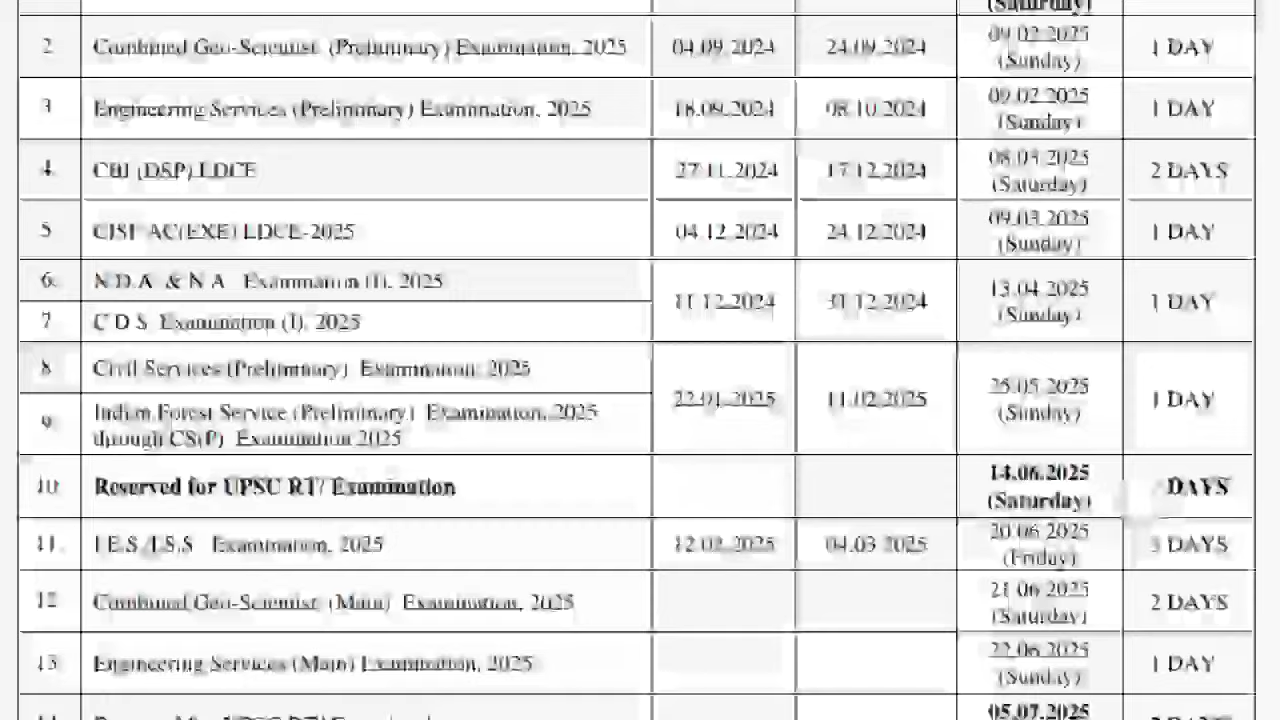 (Saturday)
2 Combined Geo-Scientist (Preliminary) Examination, 2025 04.09.2024 24.09.2024 09.02.2025 (Sunday) 1 DAY
3 Engineering Services (Preliminary) Examination, 2025 18.09.2024 08.10.2024 09.02.2025 (Sunday) 1 DAY
4. CBI (DSP) LDCE 27.11.2024 17.12.2024 08.03.2025 (Saturday) 2 DAYS
5 CISF AC(EXE) LDCE-2025 04.12.2024 24.12.2024 09.03.2025 (Sunday) 1 DAY
6. N.D.A. & N.A. Examination (I), 2025 11.12.2024 31.12.2024 13.04.2025 (Sunday) 1 DAY
7. C.D.S. Examination (I), 2025
8 Civil Services (Preliminary) Examination, 2025 22.01.2025 11.02.2025 25.05.2025 (Sunday) 1 DAY
9. Indian Forest Service (Preliminary) Examination, 2025
through CS(P) Examination 2025
10 Reserved for UPSC RT/ Examination 14.06.2025 (Saturday) DAYS
11. I.E.S./I.S.S. Examination, 2025 12.02.2025 04.03.2025 20.06.2025 (Friday) 3 DAYS
12 Combined Geo-Scientist (Main) Examination, 2025 21.06.2025 (Saturday) 2 DAYS
13 Engineering Services (Main) Examination, 2025 22.06.2025 (Sunday) 1 DAY
05.07.2025